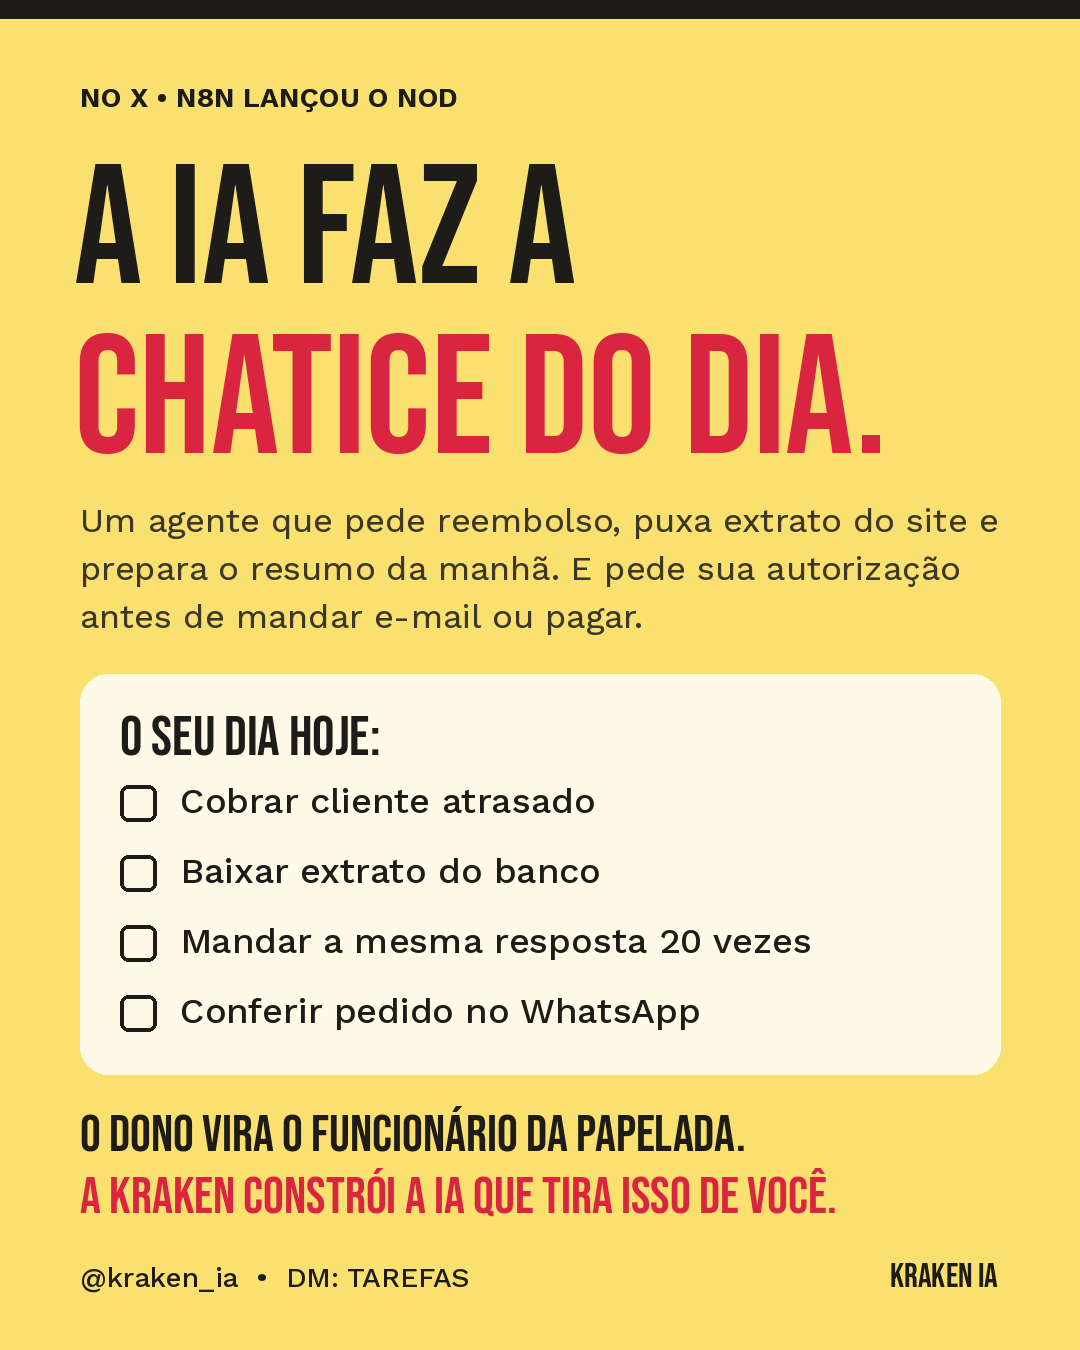 NO X • N8N LANÇOU O NOD
A IA FAZ A
CHATICE DO DIA.
Um agente que pede reembolso, puxa extrato do site e
prepara o resumo da manhã. E pede sua autorização
antes de mandar e-mail ou pagar.
O SEU DIA HOJE:
Cobrar cliente atrasado
Baixar extrato do banco
Mandar a mesma resposta 20 vezes
Conferir pedido no WhatsApp
O DONO VIRA O FUNCIONÁRIO DA PAPELADA.
A KRAKEN CONSTRÓI A IA QUE TIRA ISSO DE VOCÊ.
@kraken_ia • DM: TAREFAS
KRAKEN IA